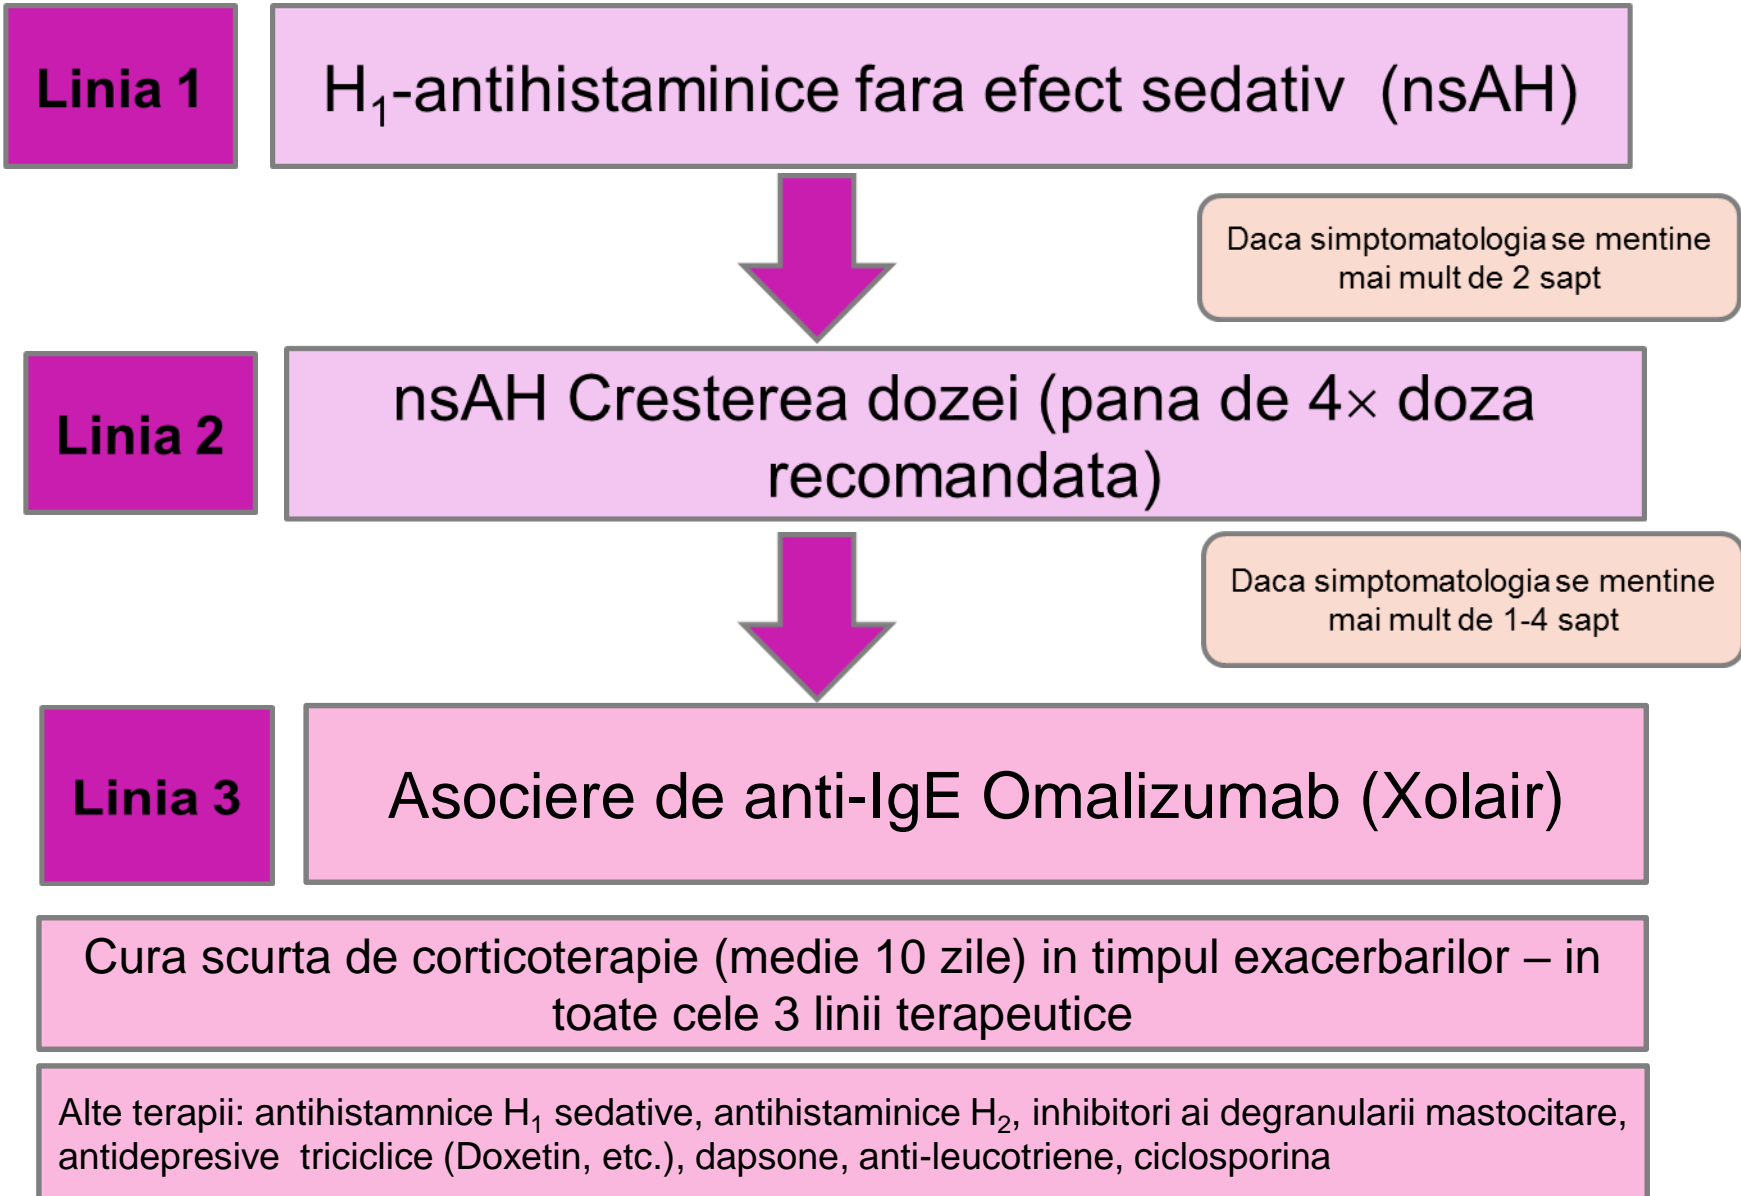 Linia 1
H₁-antihistaminice fara efect sedativ (nsAH)
Daca simptomatologia se mentine
mai mult de 2 sapt
Linia 2
nsAH Cresterea dozei (pana de 4× doza
recomandata)
Daca simptomatologia se mentine
mai mult de 1-4 sapt
Linia 3
Asociere de anti-IgE Omalizumab (Xolair)
Cura scurta de corticoterapie (medie 10 zile) in timpul exacerbarilor – in
toate cele 3 linii terapeutice
Alte terapii: antihistamnice H₁ sedative, antihistaminice H₂, inhibitori ai degranularii mastocitare,
antidepresive triciclice (Doxetin, etc.), dapsone, anti-leucotriene, ciclosporina